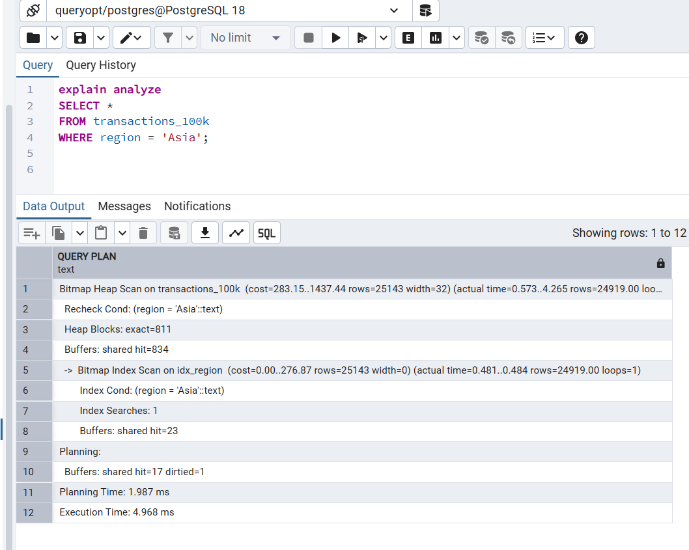 queryopt/postgres@PostgreSQL 18
No limit
E
Query Query History
1 explain analyze
2 SELECT *
3 FROM transactions_100k
4 WHERE region = 'Asia';
5
6
Data Output Messages Notifications
SQL Showing rows: 1 to 12
QUERY PLAN
text
1 Bitmap Heap Scan on transactions_100k (cost=283.15..1437.44 rows=25143 width=32) (actual time=0.573..4.265 rows=24919.00 loo...
2 Recheck Cond: (region = 'Asia'::text)
3 Heap Blocks: exact=811
4 Buffers: shared hit=834
5 -> Bitmap Index Scan on idx_region (cost=0.00..276.87 rows=25143 width=0) (actual time=0.481..0.484 rows=24919.00 loops=1)
6 Index Cond: (region = 'Asia'::text)
7 Index Searches: 1
8 Buffers: shared hit=23
9 Planning:
10 Buffers: shared hit=17 dirtied=1
11 Planning Time: 1.987 ms
12 Execution Time: 4.968 ms